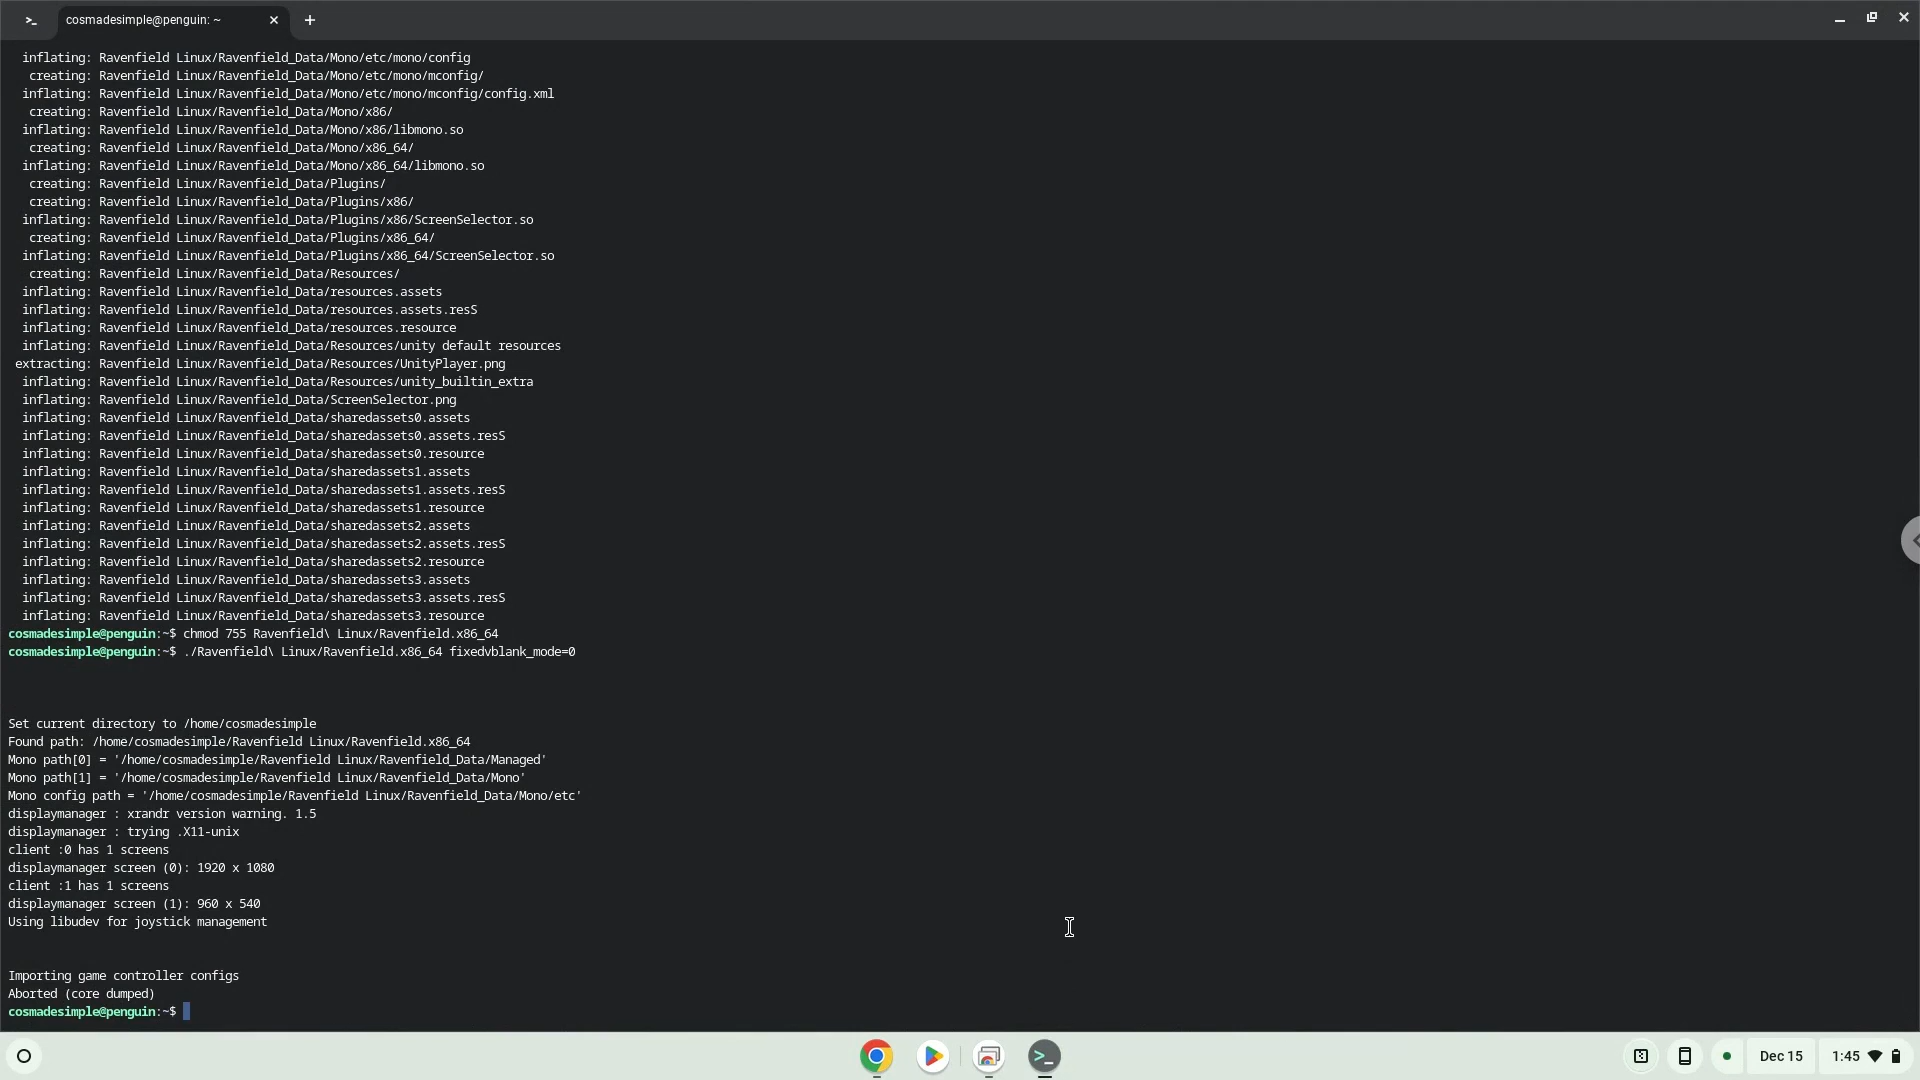 cosmadesimple@penguin: ~
inflating: Ravenfield Linux/Ravenfield_Data/Mono/etc/mono/config
creating: Ravenfield Linux/Ravenfield_Data/Mono/etc/mono/mconfig/
inflating: Ravenfield Linux/Ravenfield_Data/Mono/etc/mono/mconfig/config.xml
creating: Ravenfield Linux/Ravenfield_Data/Mono/x86/
inflating: Ravenfield Linux/Ravenfield_Data/Mono/x86/libmono.so
creating: Ravenfield Linux/Ravenfield_Data/Mono/x86_64/
inflating: Ravenfield Linux/Ravenfield_Data/Mono/x86_64/libmono.so
creating: Ravenfield Linux/Ravenfield_Data/Plugins/
creating: Ravenfield Linux/Ravenfield_Data/Plugins/x86/
inflating: Ravenfield Linux/Ravenfield_Data/Plugins/x86/ScreenSelector.so
creating: Ravenfield Linux/Ravenfield_Data/Plugins/x86_64/
inflating: Ravenfield Linux/Ravenfield_Data/Plugins/x86_64/ScreenSelector.so
creating: Ravenfield Linux/Ravenfield_Data/Resources/
inflating: Ravenfield Linux/Ravenfield_Data/resources.assets
inflating: Ravenfield Linux/Ravenfield_Data/resources.assets.resS
inflating: Ravenfield Linux/Ravenfield_Data/resources.resource
inflating: Ravenfield Linux/Ravenfield_Data/Resources/unity default resources
extracting: Ravenfield Linux/Ravenfield_Data/Resources/UnityPlayer.png
inflating: Ravenfield Linux/Ravenfield_Data/Resources/unity_builtin_extra
inflating: Ravenfield Linux/Ravenfield_Data/ScreenSelector.png
inflating: Ravenfield Linux/Ravenfield_Data/sharedassets0.assets
inflating: Ravenfield Linux/Ravenfield_Data/sharedassets0.assets.resS
inflating: Ravenfield Linux/Ravenfield_Data/sharedassets0.resource
inflating: Ravenfield Linux/Ravenfield_Data/sharedassets1.assets
inflating: Ravenfield Linux/Ravenfield_Data/sharedassets1.assets.resS
inflating: Ravenfield Linux/Ravenfield_Data/sharedassets1.resource
inflating: Ravenfield Linux/Ravenfield_Data/sharedassets2.assets
inflating: Ravenfield Linux/Ravenfield_Data/sharedassets2.assets.resS
inflating: Ravenfield Linux/Ravenfield_Data/sharedassets2.resource
inflating: Ravenfield Linux/Ravenfield_Data/sharedassets3.assets
inflating: Ravenfield Linux/Ravenfield_Data/sharedassets3.assets.resS
inflating: Ravenfield Linux/Ravenfield_Data/sharedassets3.resource
cosmadesimple@penguin:~$ chmod 755 Ravenfield\ Linux/Ravenfield.x86_64
cosmadesimple@penguin:~$ ./Ravenfield\ Linux/Ravenfield.x86_64 fixedvblank_mode=0
Set current directory to /home/cosmadesimple
Found path: /home/cosmadesimple/Ravenfield Linux/Ravenfield.x86_64
Mono path[0] = '/home/cosmadesimple/Ravenfield Linux/Ravenfield_Data/Managed'
Mono path[1] = '/home/cosmadesimple/Ravenfield Linux/Ravenfield_Data/Mono'
Mono config path = '/home/cosmadesimple/Ravenfield Linux/Ravenfield_Data/Mono/etc'
displaymanager : xrandr version warning. 1.5
displaymanager : trying .X11-unix
client :0 has 1 screens
displaymanager screen (0): 1920 x 1080
client :1 has 1 screens
displaymanager screen (1): 960 x 540
Using libudev for joystick management
Importing game controller configs
Aborted (core dumped)
cosmadesimple@penguin:~$
Dec 15
1:45